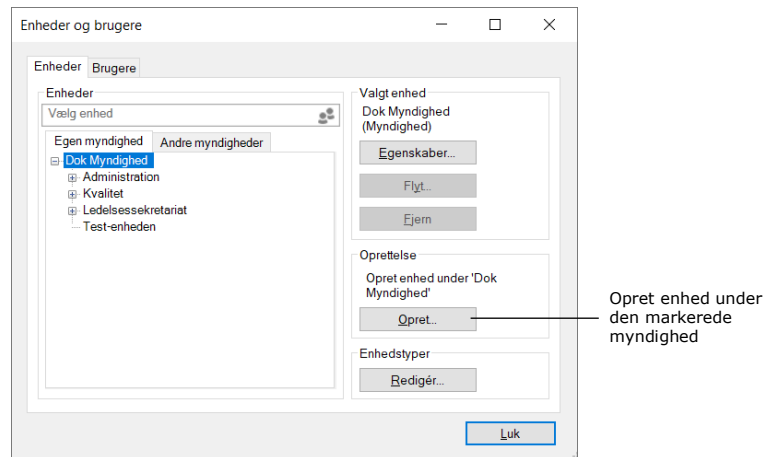 Enheder og brugere
Enheder
Brugere
Enheder
Vælg enhed
Egen myndighed
Andre myndigheder
Dok Myndighed
Administration
Kvalitet
Ledelsessekretariat
Test-enheden
Valgt enhed
Dok Myndighed
(Myndighed)
Egenskaber...
Flyt...
Fjern
Oprettelse
Opret enhed under 'Dok
Myndighed'
Opret...
Enhedstyper
Redigér...
Luk
Opret enhed under
den markerede
myndighed